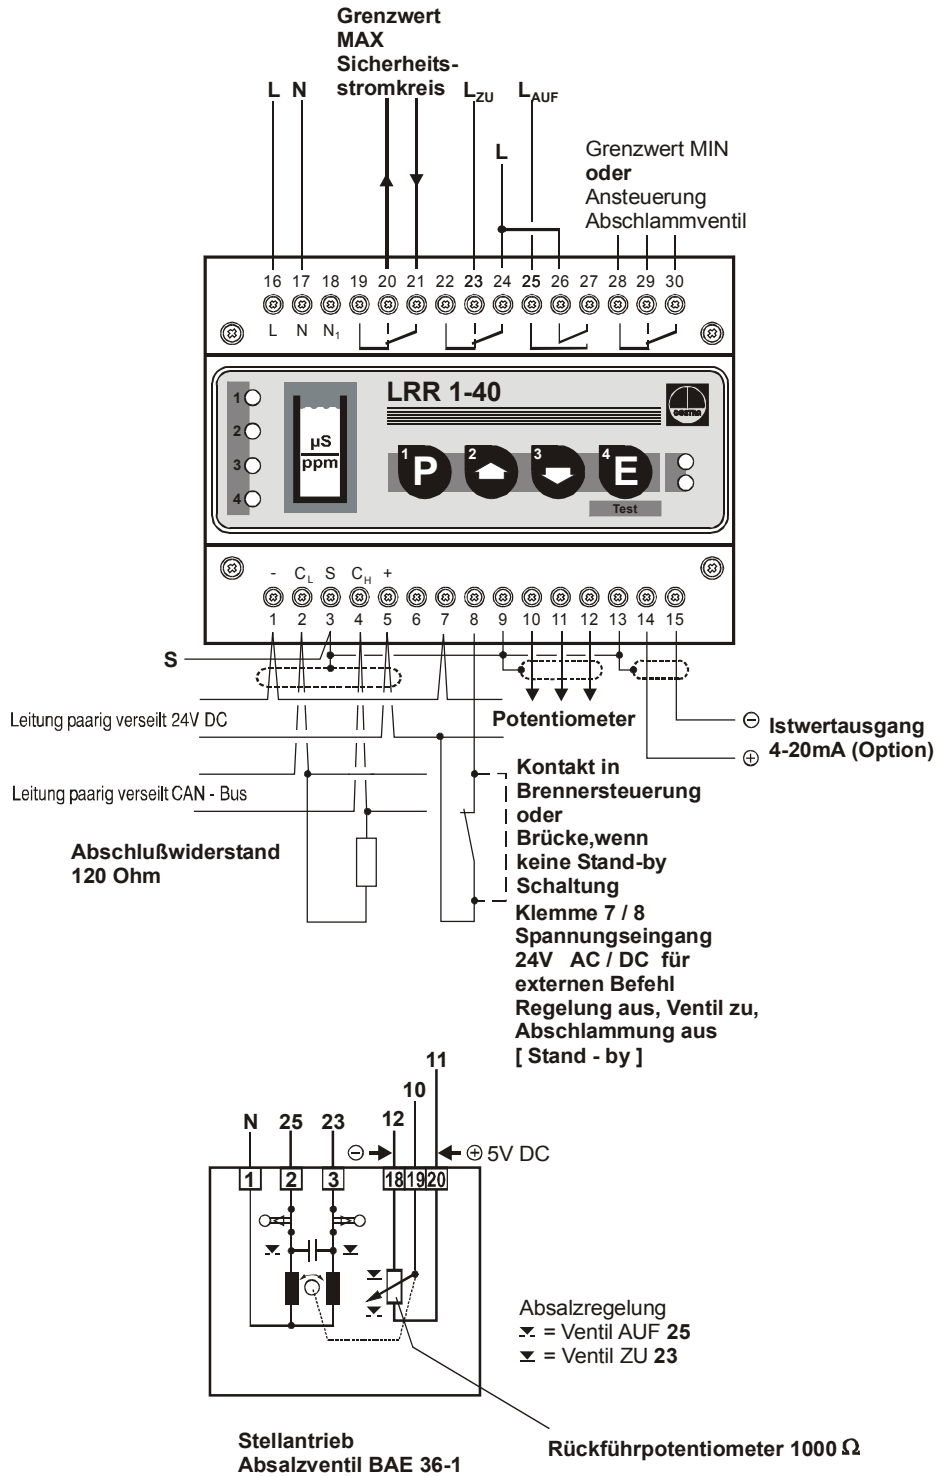 Grenzwert
MAX
Sicherheits-
stromkreis
L N
L_ZU
L_AUF
L
Grenzwert MIN
oder
Ansteuerung
Abschlammventil
16 17 18 19 20 21 22 23 24 25 26 27 28 29 30
L N N₁
LRR 1-40
GESTRA
1
2
3
4
µS
ppm
1 P
2
3
4 E
Test
- C_L S C_H +
1 2 3 4 5 6 7 8 9 10 11 12 13 14 15
S
Leitung paarig verseilt 24V DC
Potentiometer
⊖ Istwertausgang
⊕ 4-20mA (Option)
Leitung paarig verseilt CAN - Bus
Abschlußwiderstand
120 Ohm
Kontakt in
Brennersteuerung
oder
Brücke,wenn
keine Stand-by
Schaltung
Klemme 7 / 8
Spannungseingang
24V AC / DC für
externen Befehl
Regelung aus, Ventil zu,
Abschlammung aus
[ Stand - by ]
11
10
N 25 23 12
⊖ ⊕ 5V DC
1 2 3 18 19 20
Absalzregelung
= Ventil AUF 25
= Ventil ZU 23
Stellantrieb
Absalzventil BAE 36-1
Rückführpotentiometer 1000 Ω